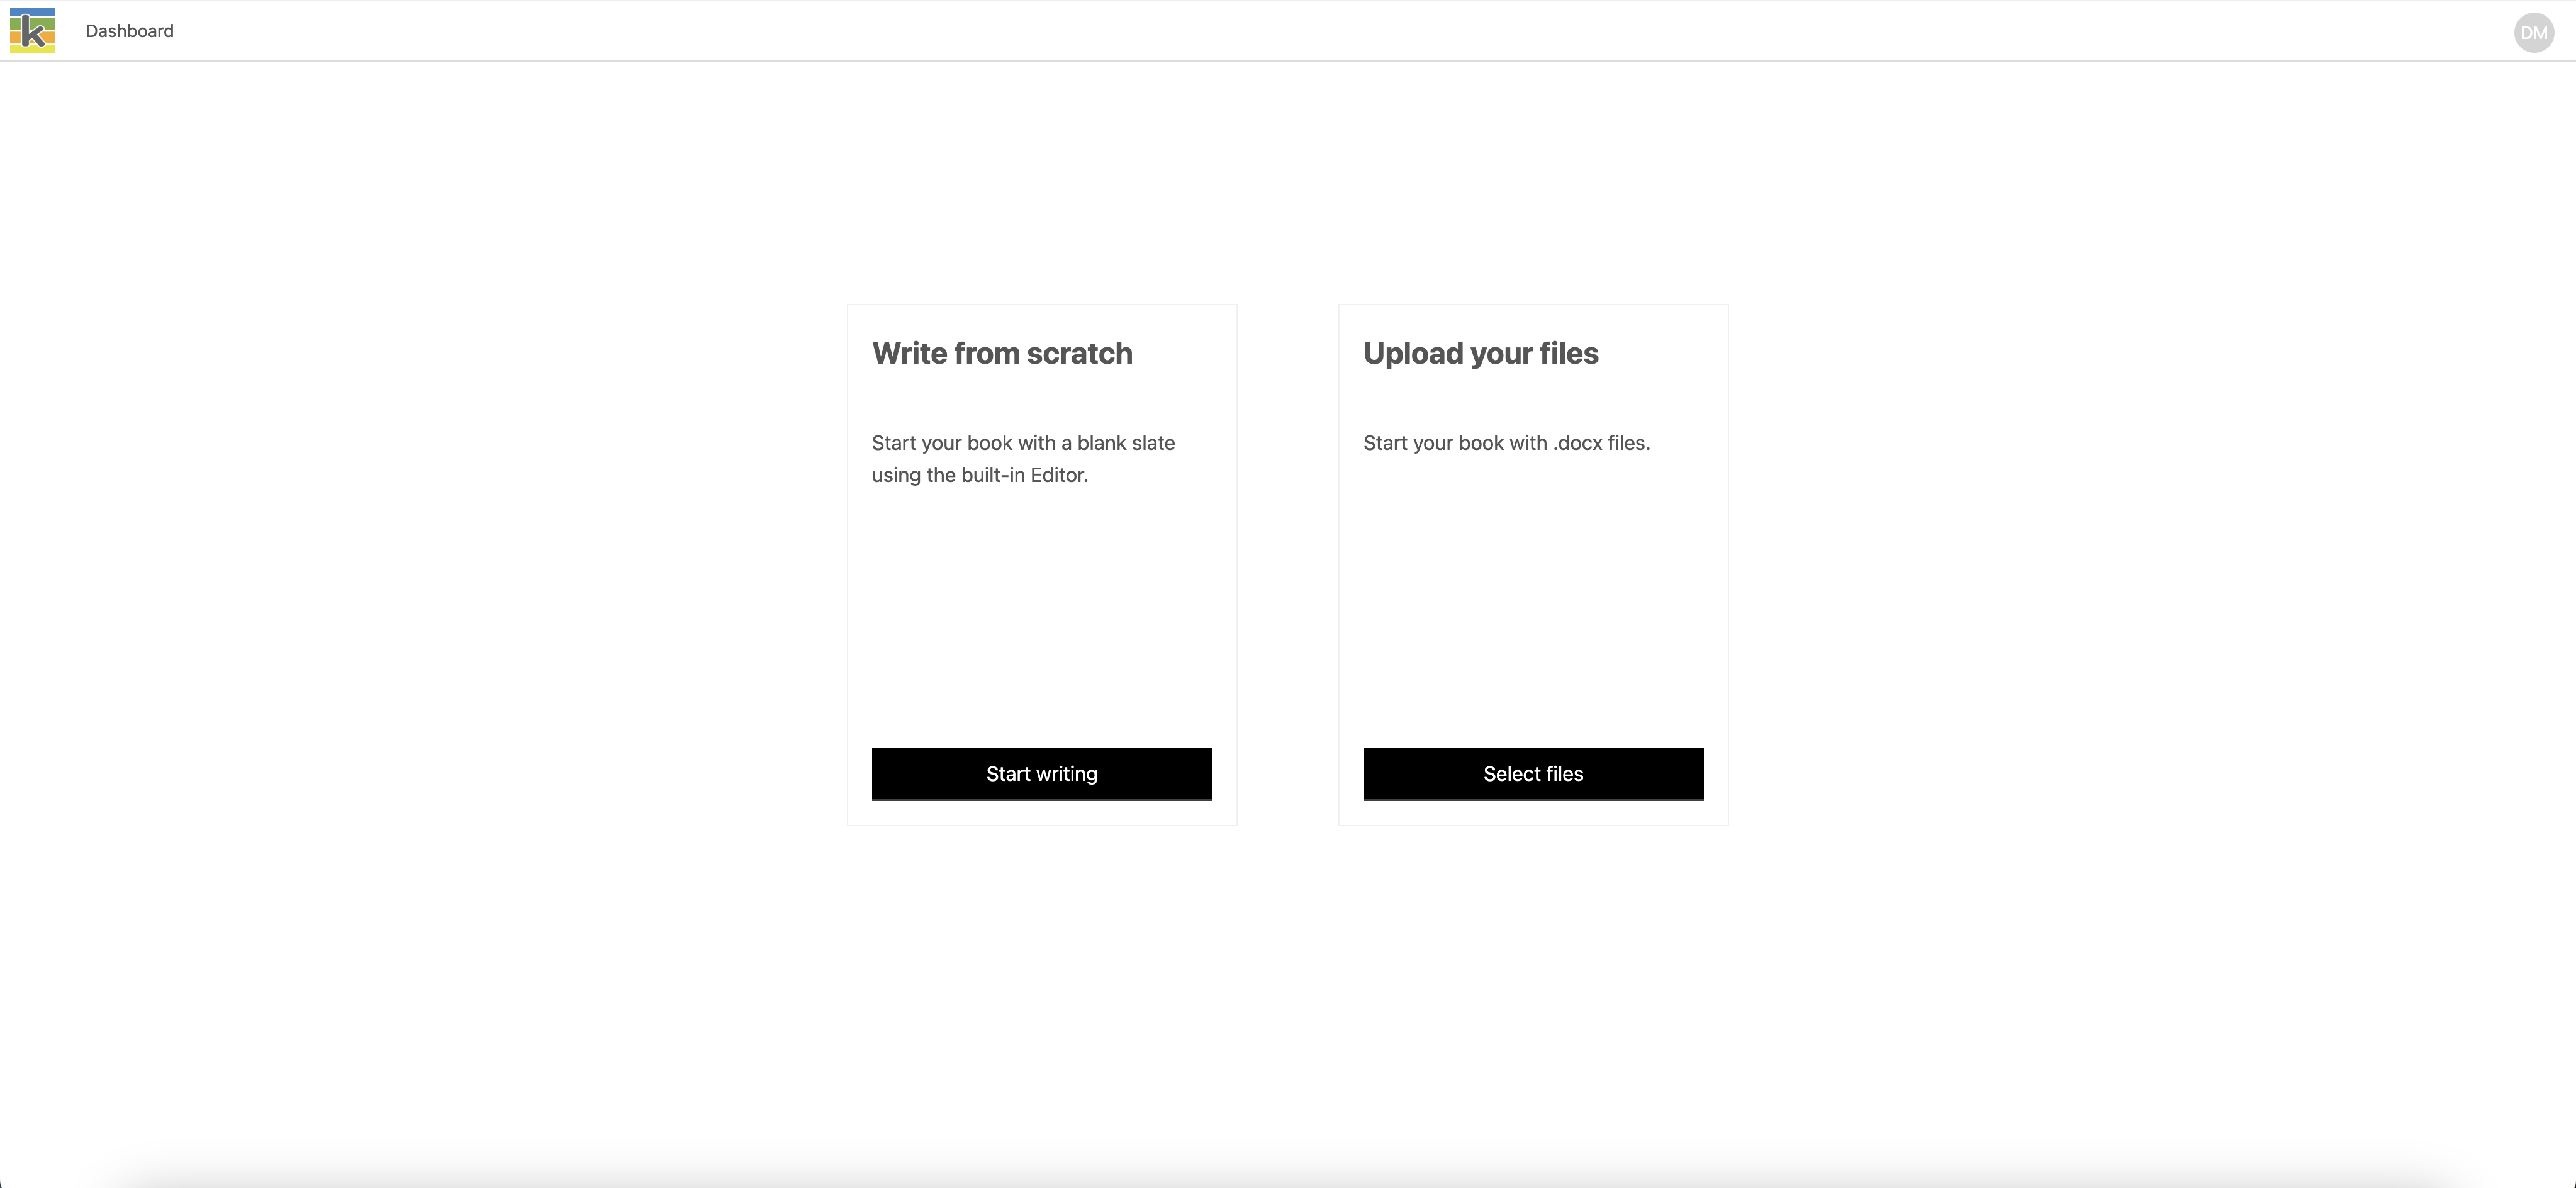 k
Dashboard
DM
Write from scratch
Start your book with a blank slate
using the built-in Editor.
Start writing
Upload your files
Start your book with .docx files.
Select files